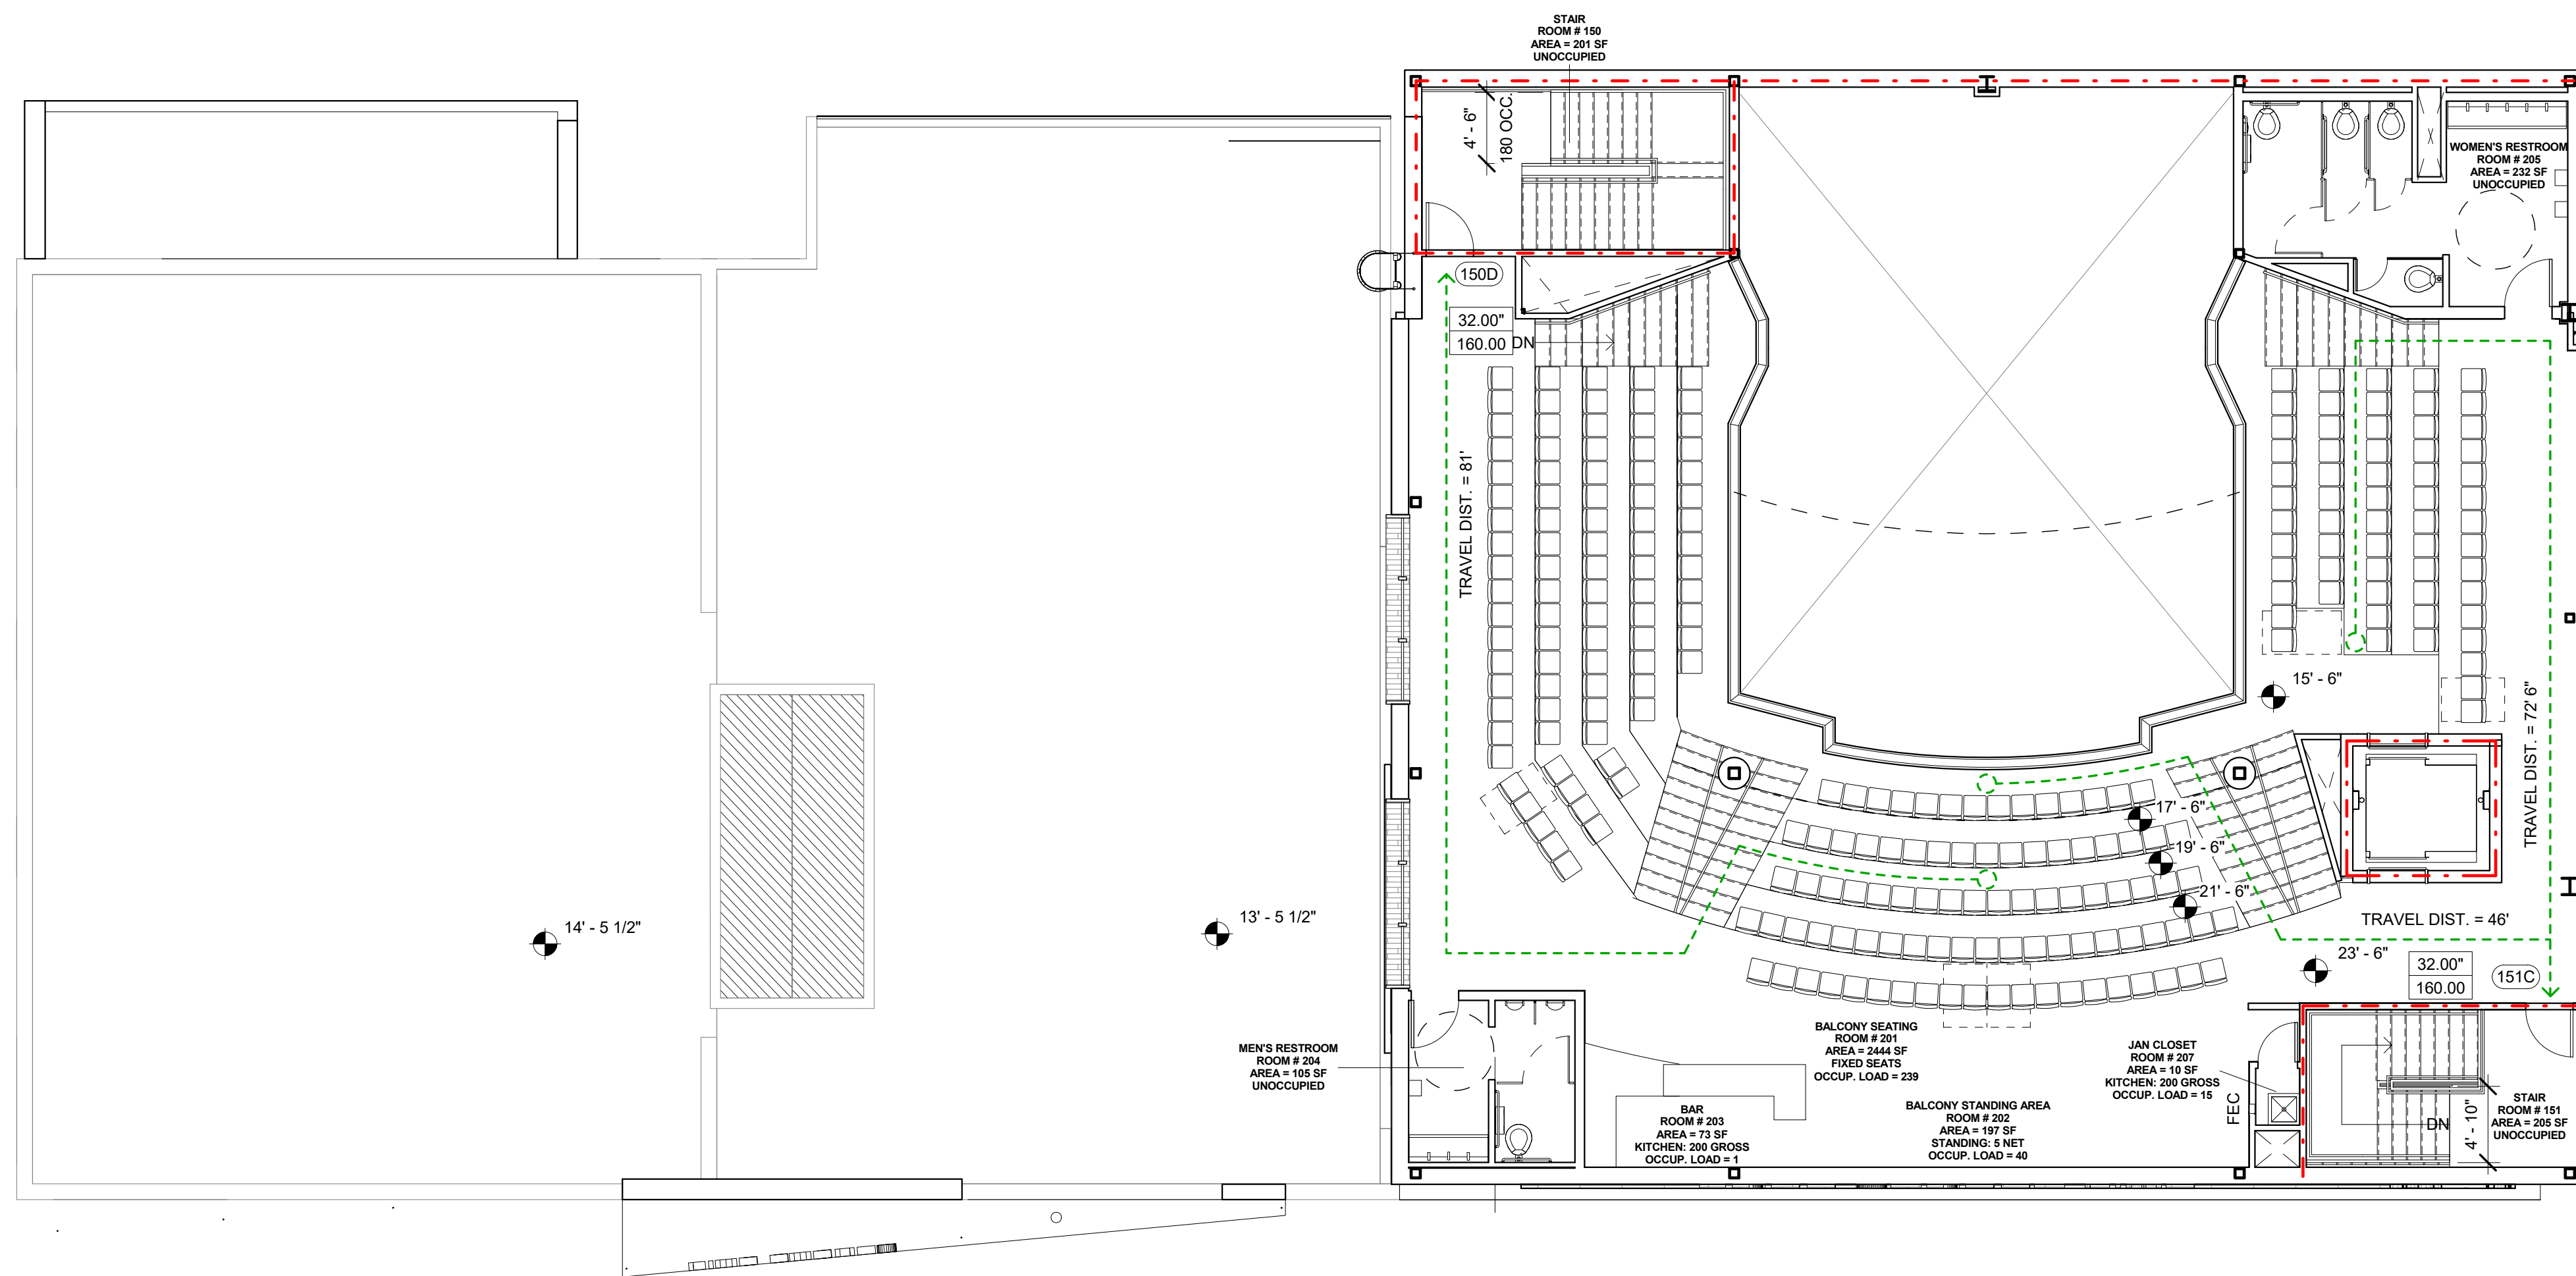 STAIR
ROOM # 150
AREA = 201 SF
UNOCCUPIED
4' - 6"
180 OCC.
WOMEN'S RESTROOM
ROOM # 205
AREA = 232 SF
UNOCCUPIED
150D
32.00"
160.00
DN
TRAVEL DIST. = 81'
15' - 6"
TRAVEL DIST. = 72' 6"
17' - 6"
19' - 6"
21' - 6"
14' - 5 1/2"
13' - 5 1/2"
TRAVEL DIST. = 46'
23' - 6"
32.00"
160.00
151C
MEN'S RESTROOM
ROOM # 204
AREA = 105 SF
UNOCCUPIED
BALCONY SEATING
ROOM # 201
AREA = 2444 SF
FIXED SEATS
OCCUP. LOAD = 239
JAN CLOSET
ROOM # 207
AREA = 10 SF
KITCHEN: 200 GROSS
OCCUP. LOAD = 15
BAR
ROOM # 203
AREA = 73 SF
KITCHEN: 200 GROSS
OCCUP. LOAD = 1
BALCONY STANDING AREA
ROOM # 202
AREA = 197 SF
STANDING: 5 NET
OCCUP. LOAD = 40
FEC
DN
4' - 10"
STAIR
ROOM # 151
AREA = 205 SF
UNOCCUPIED